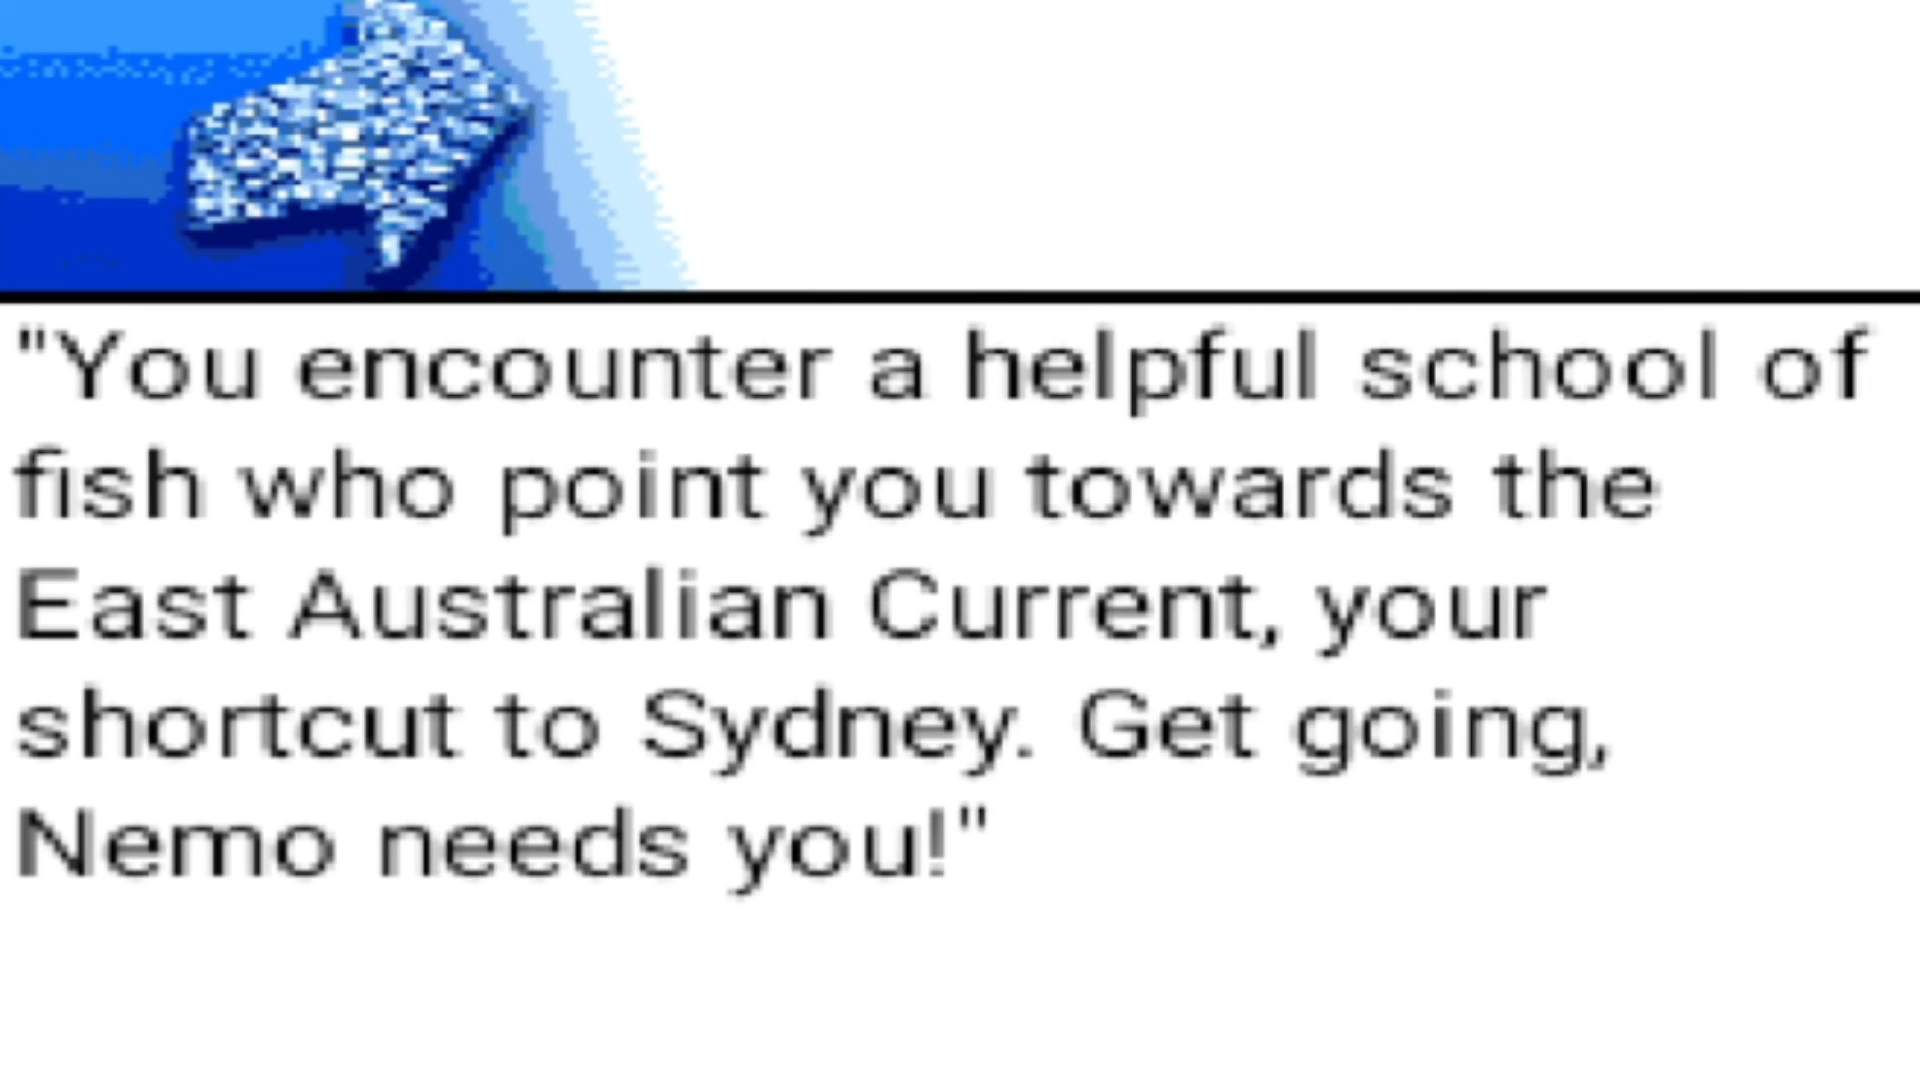 "You encounter a helpful school of
fish who point you towards the
East Australian Current, your
shortcut to Sydney. Get going,
Nemo needs you!"